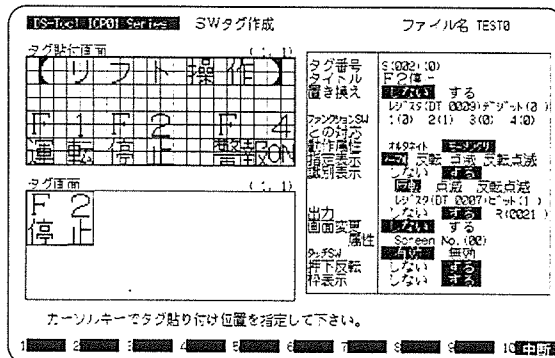 DS-Tool ICP01 Series SWタグ作成 ファイル名 TEST0
タグ貼付画面 ( 1, 1)
【リフト操作】
F1 F2 F4
運転 停止 警報ON
タグ画面 ( 1, 1)
F2
停止
タグ番号 S(002):(0)
タイトル F2停止
置き換え しない する
レジスタ(DT 0009)デジット(0 )
ファンクションSWとの対応 1(0) 2(1) 3(0) 4(0)
動作属性 オルタネイト モーメンタリ
指定表示 ノーマル 反転 点滅 反転点滅
識別表示 しない する
反転 点滅 反転点滅
レジスタ(DT 0007)ビット(1 )
出力 しない する R(0021 )
画面変更 しない する
属性 Screen No.(00)
タッチSW 有効 無効
押下反転 しない する
枠表示 しない する
カーソルキーでタグ貼り付け位置を指定して下さい。
1 2 3 4 5 6 7 8 9 10 中断